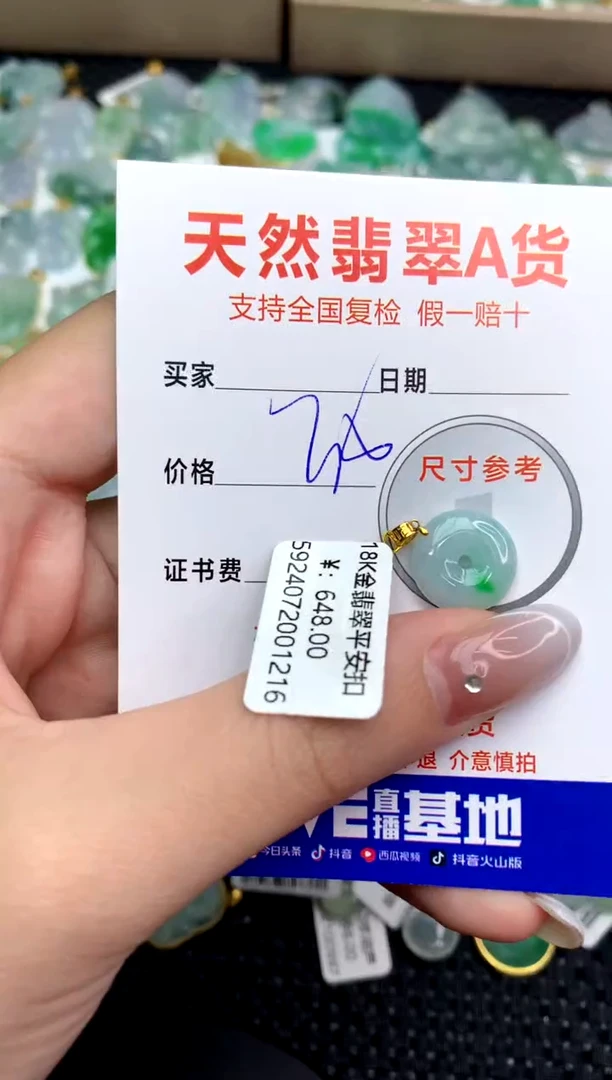 天然翡翠A货
支持全国复检 假一赔十
买家 日期
价格
尺寸参考
证书费
18K金翡翠平安扣
¥: 648.00
5924072001216
货
退 介意慎拍
直播基地
今日头条 抖音 西瓜视频 抖音火山版